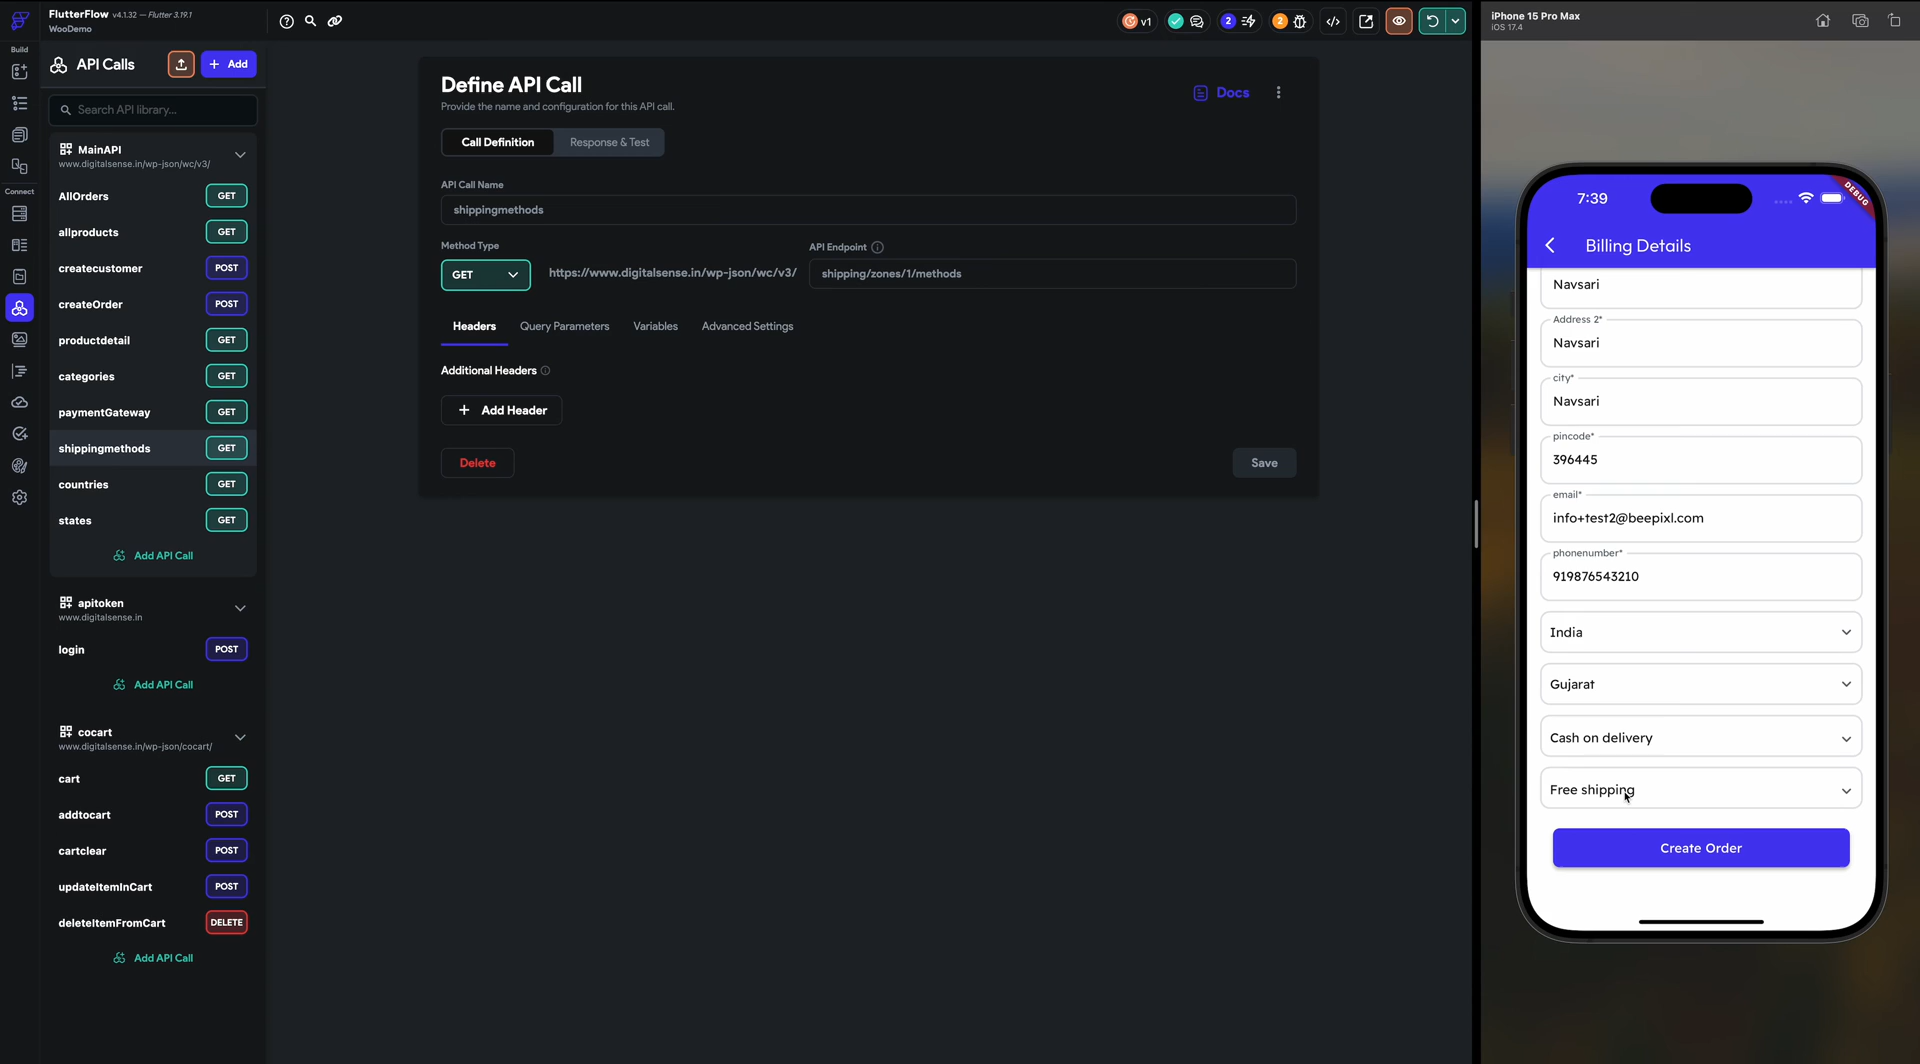 FlutterFlow v4.1.32 – Flutter 3.19.1
WooDemo
v1
2
2
Build
API Calls
Add
Search API library...
MainAPI
www.digitalsense.in/wp-json/wc/v3/
AllOrders GET
allproducts GET
createcustomer POST
createOrder POST
productdetail GET
categories GET
paymentGateway GET
shippingmethods GET
countries GET
states GET
Add API Call
apitoken
www.digitalsense.in
login POST
Add API Call
cocart
www.digitalsense.in/wp-json/cocart/
cart GET
addtocart POST
cartclear POST
updateItemInCart POST
deleteItemFromCart DELETE
Add API Call
Connect
Define API Call
Provide the name and configuration for this API call.
Docs
Call Definition
Response & Test
API Call Name
shippingmethods
Method Type
API Endpoint
GET
https://www.digitalsense.in/wp-json/wc/v3/
shipping/zones/1/methods
Headers
Query Parameters
Variables
Advanced Settings
Additional Headers
Add Header
Delete
Save
iPhone 15 Pro Max
iOS 17.4
7:39
DEBUG
Billing Details
Navsari
Address 2*
Navsari
city*
Navsari
pincode*
396445
email*
info+test2@beepixl.com
phonenumber*
919876543210
India
Gujarat
Cash on delivery
Free shipping
Create Order